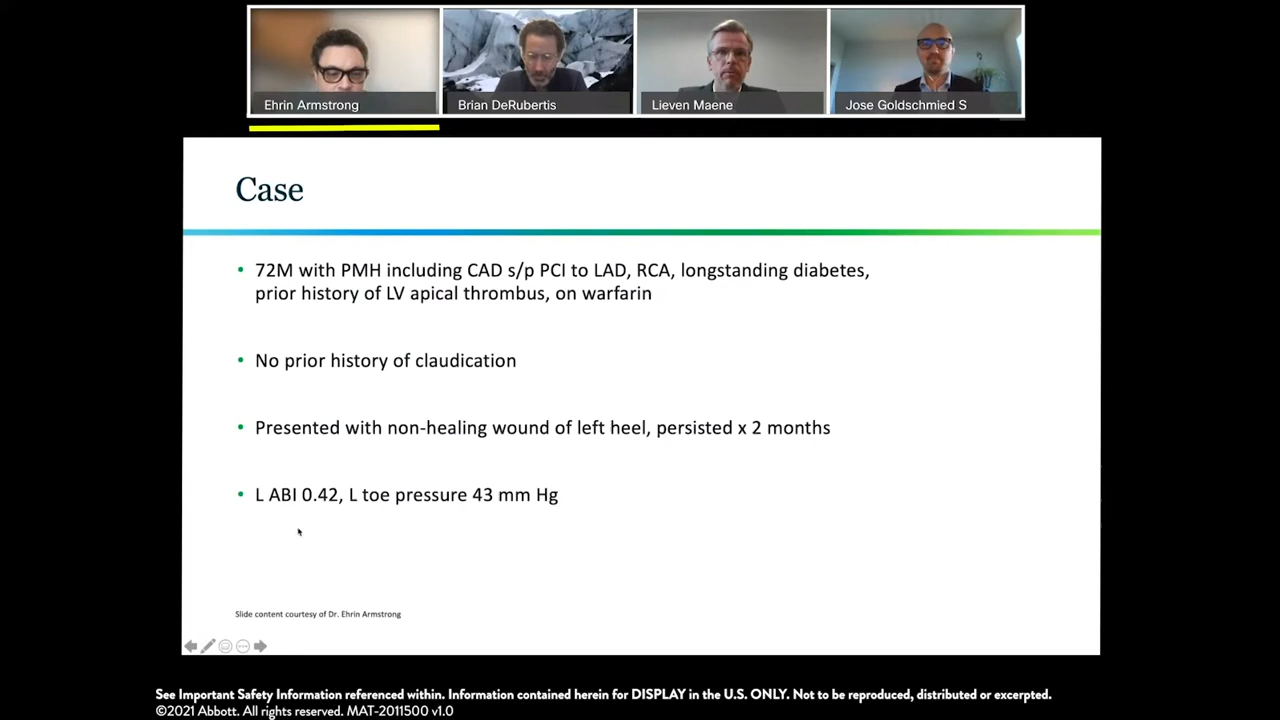 Ehrin Armstrong
Brian DeRubertis
Lieven Maene
Jose Goldschmied S
Case
• 72M with PMH including CAD s/p PCI to LAD, RCA, longstanding diabetes,
prior history of LV apical thrombus, on warfarin
• No prior history of claudication
• Presented with non-healing wound of left heel, persisted x 2 months
• L ABI 0.42, L toe pressure 43 mm Hg
Slide content courtesy of Dr. Ehrin Armstrong
See Important Safety Information referenced within. Information contained herein for DISPLAY in the U.S. ONLY. Not to be reproduced, distributed or excerpted.
©2021 Abbott. All rights reserved. MAT-2011500 v1.0